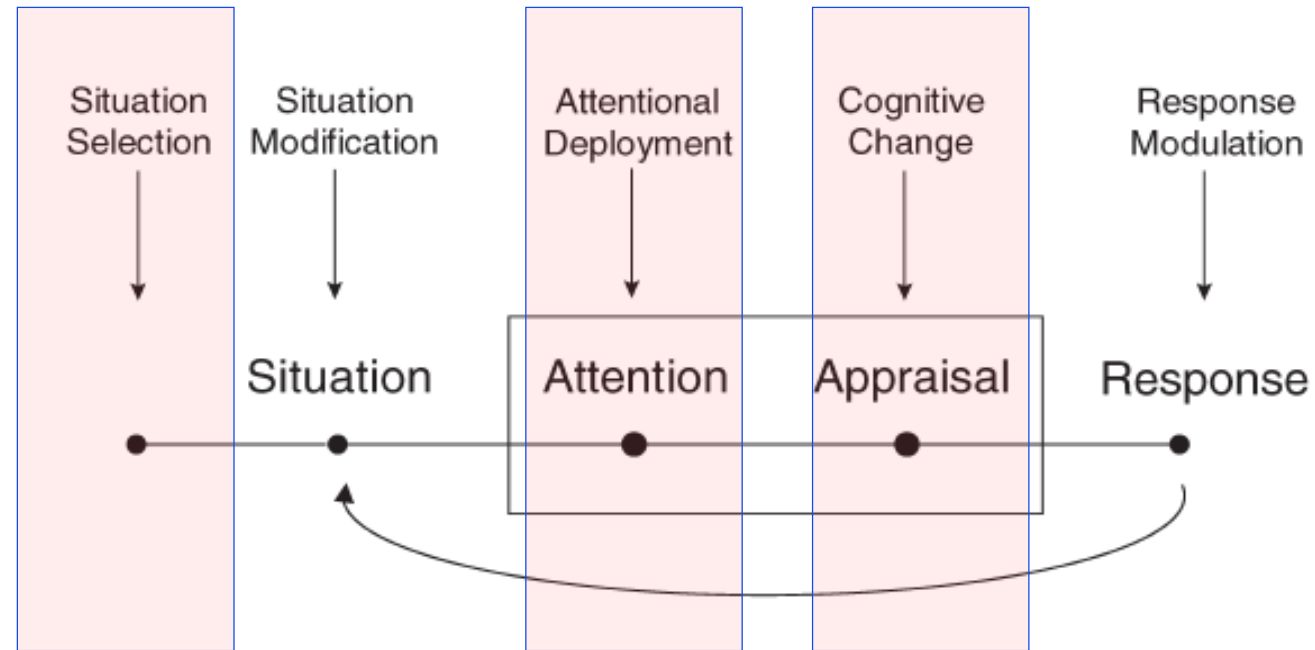 Situation
Selection
Situation
Modification
Attentional
Deployment
Cognitive
Change
Response
Modulation
Situation
Attention
Appraisal
Response